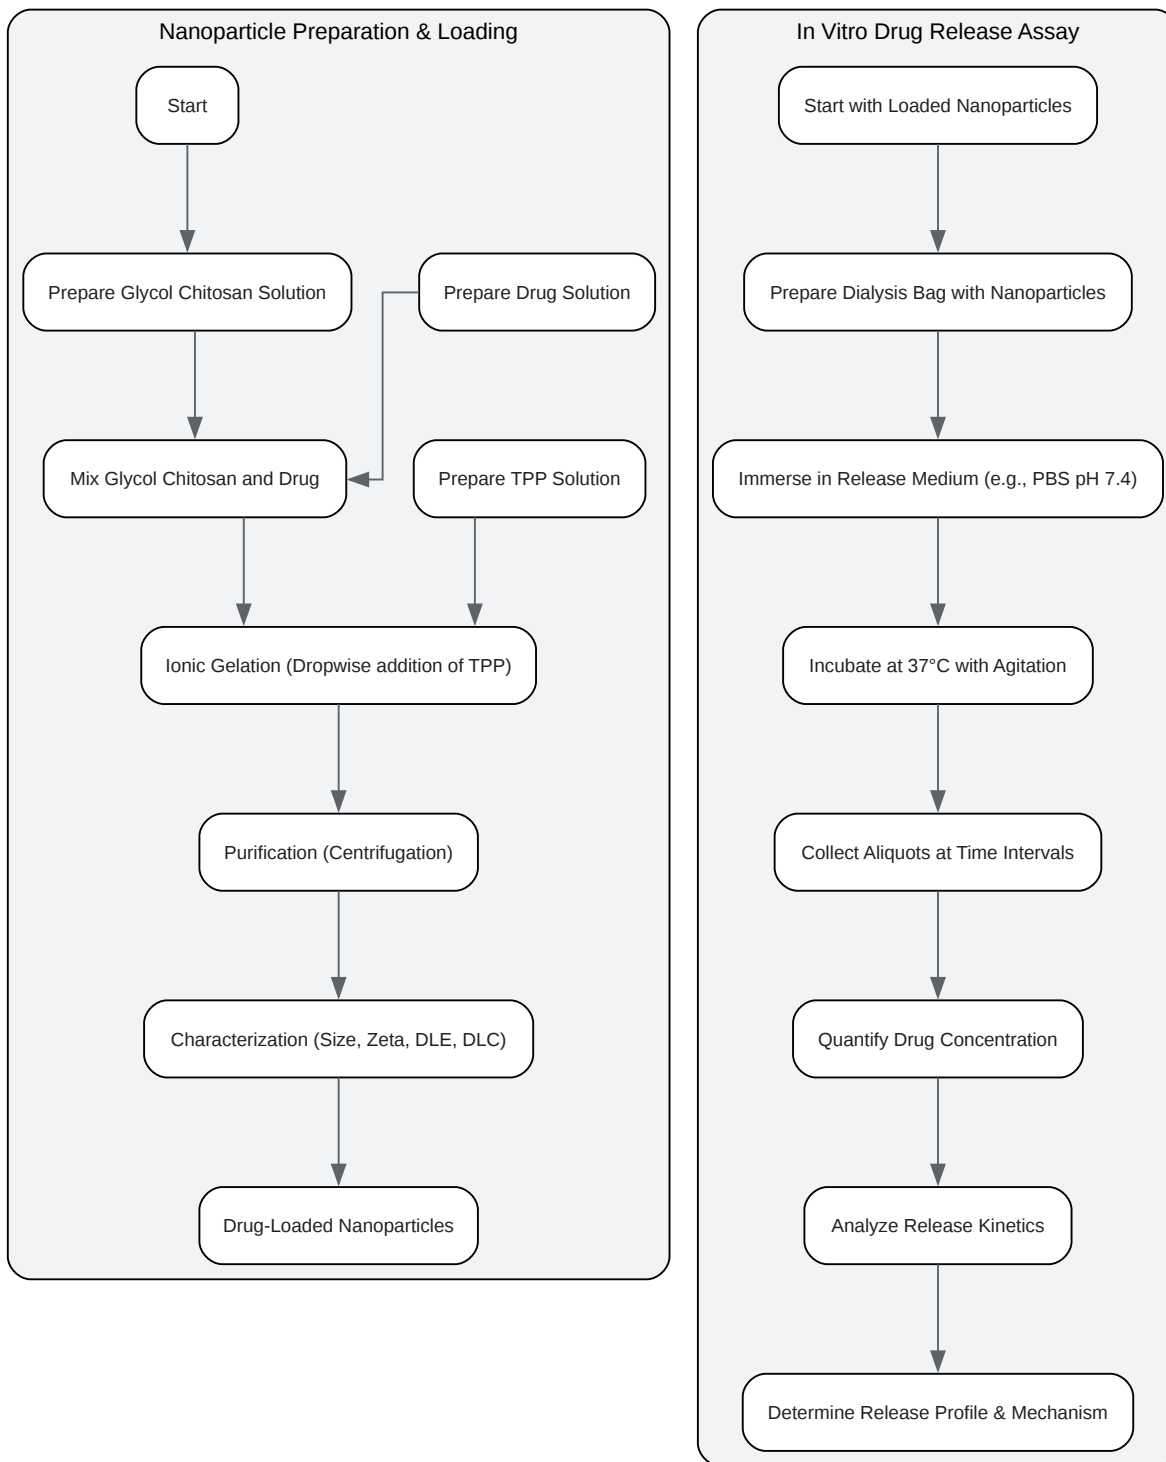 Nanoparticle Preparation & Loading
Start
Prepare Glycol Chitosan Solution
Prepare Drug Solution
Mix Glycol Chitosan and Drug
Prepare TPP Solution
Ionic Gelation (Dropwise addition of TPP)
Purification (Centrifugation)
Characterization (Size, Zeta, DLE, DLC)
Drug-Loaded Nanoparticles
In Vitro Drug Release Assay
Start with Loaded Nanoparticles
Prepare Dialysis Bag with Nanoparticles
Immerse in Release Medium (e.g., PBS pH 7.4)
Incubate at 37°C with Agitation
Collect Aliquots at Time Intervals
Quantify Drug Concentration
Analyze Release Kinetics
Determine Release Profile & Mechanism